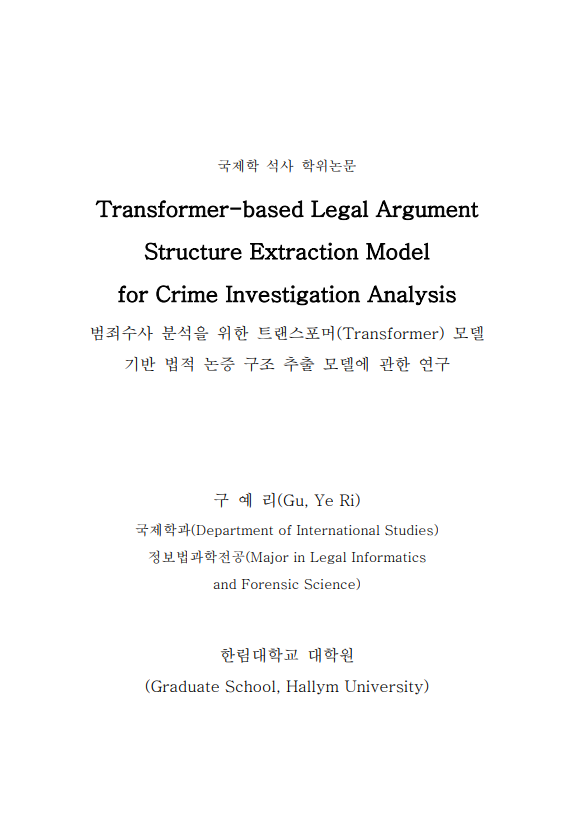 국제학 석사 학위논문
Transformer-based Legal Argument
Structure Extraction Model
for Crime Investigation Analysis
범죄수사 분석을 위한 트랜스포머(Transformer) 모델
기반 법적 논증 구조 추출 모델에 관한 연구
구 예 리(Gu, Ye Ri)
국제학과(Department of International Studies)
정보법과학전공(Major in Legal Informatics
and Forensic Science)
한림대학교 대학원
(Graduate School, Hallym University)